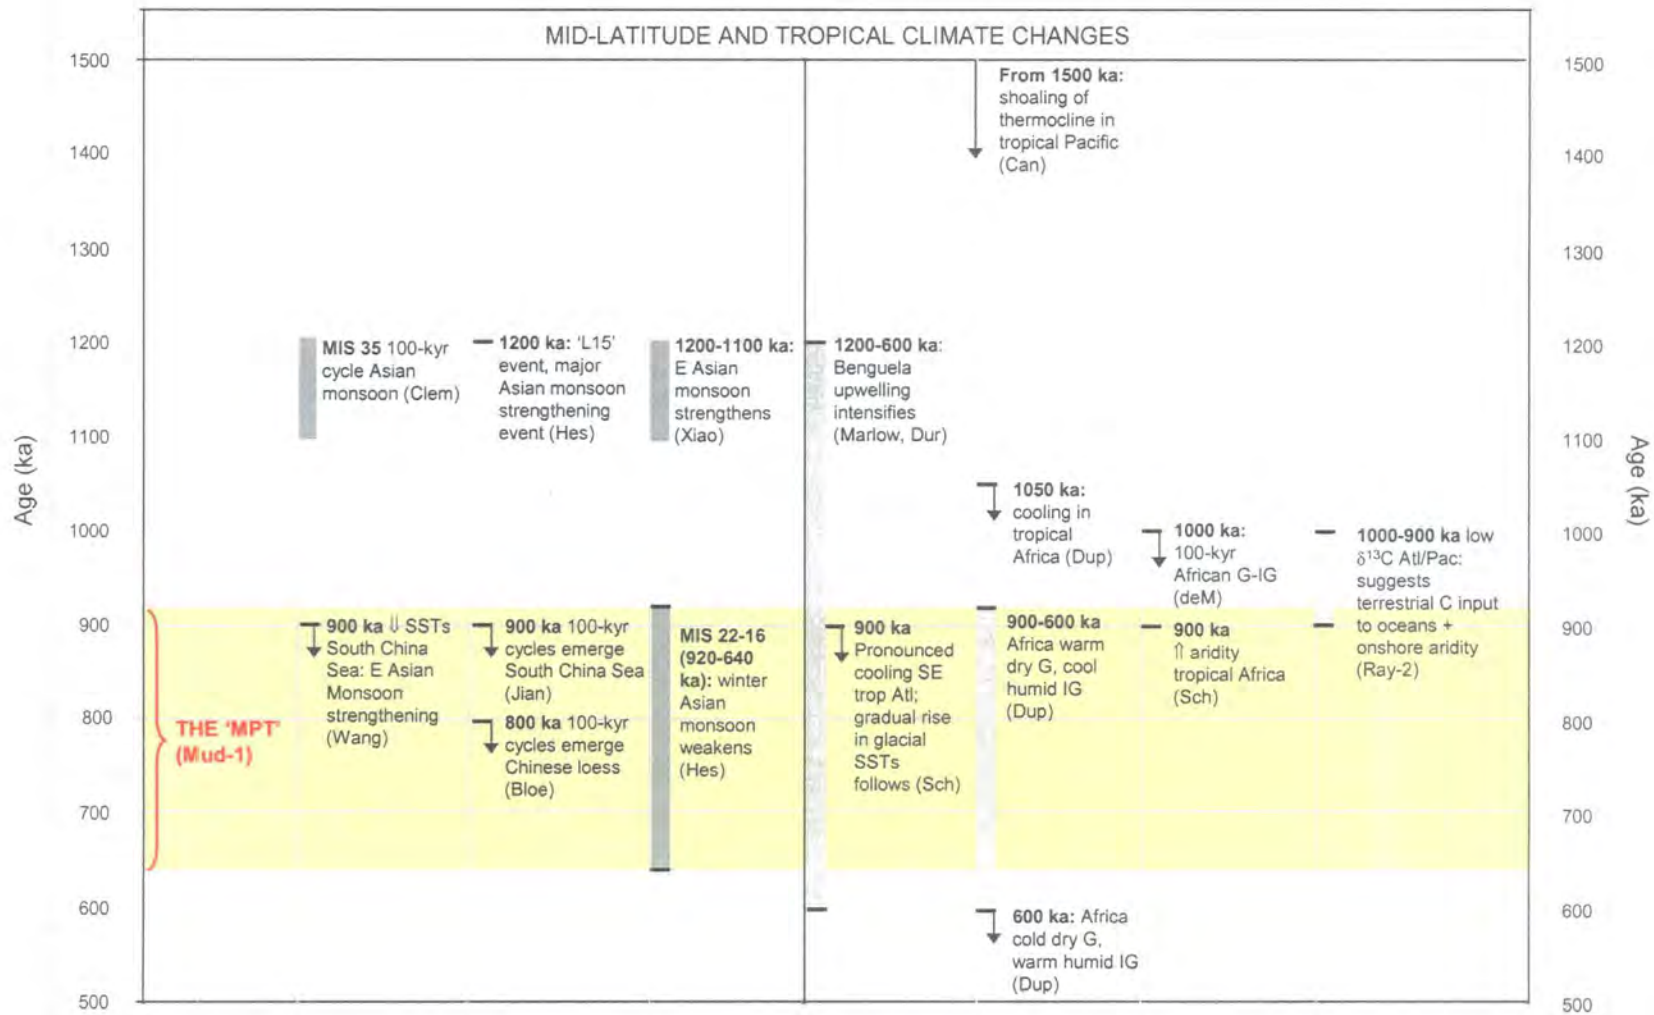 MID-LATITUDE AND TROPICAL CLIMATE CHANGES
Age (ka)
1500
1400
1300
1200
1100
1000
900
800
700
600
500
THE 'MPT'
(Mud-1)
MIS 35 100-kyr
cycle Asian
monsoon (Clem)
900 ka ⇓ SSTs
South China
Sea: E Asian
Monsoon
strengthening
(Wang)
1200 ka: 'L15'
event, major
Asian monsoon
strengthening
event (Hes)
900 ka 100-kyr
cycles emerge
South China Sea
(Jian)
800 ka 100-kyr
cycles emerge
Chinese loess
(Bloe)
1200-1100 ka:
E Asian
monsoon
strengthens
(Xiao)
MIS 22-16
(920-640
ka): winter
Asian
monsoon
weakens
(Hes)
1200-600 ka:
Benguela
upwelling
intensifies
(Marlow, Dur)
900 ka
Pronounced
cooling SE
trop Atl;
gradual rise
in glacial
SSTs
follows (Sch)
From 1500 ka:
shoaling of
thermocline in
tropical Pacific
(Can)
1050 ka:
cooling in
tropical
Africa (Dup)
900-600 ka
Africa warm
dry G, cool
humid IG
(Dup)
600 ka: Africa
cold dry G,
warm humid IG
(Dup)
1000 ka:
100-kyr
African G-IG
(deM)
900 ka
⇑ aridity
tropical Africa
(Sch)
1000-900 ka low
δ¹³C Atl/Pac:
suggests
terrestrial C input
to oceans +
onshore aridity
(Ray-2)
1500
1400
1300
1200
1100
1000
900
800
700
600
500
Age (ka)